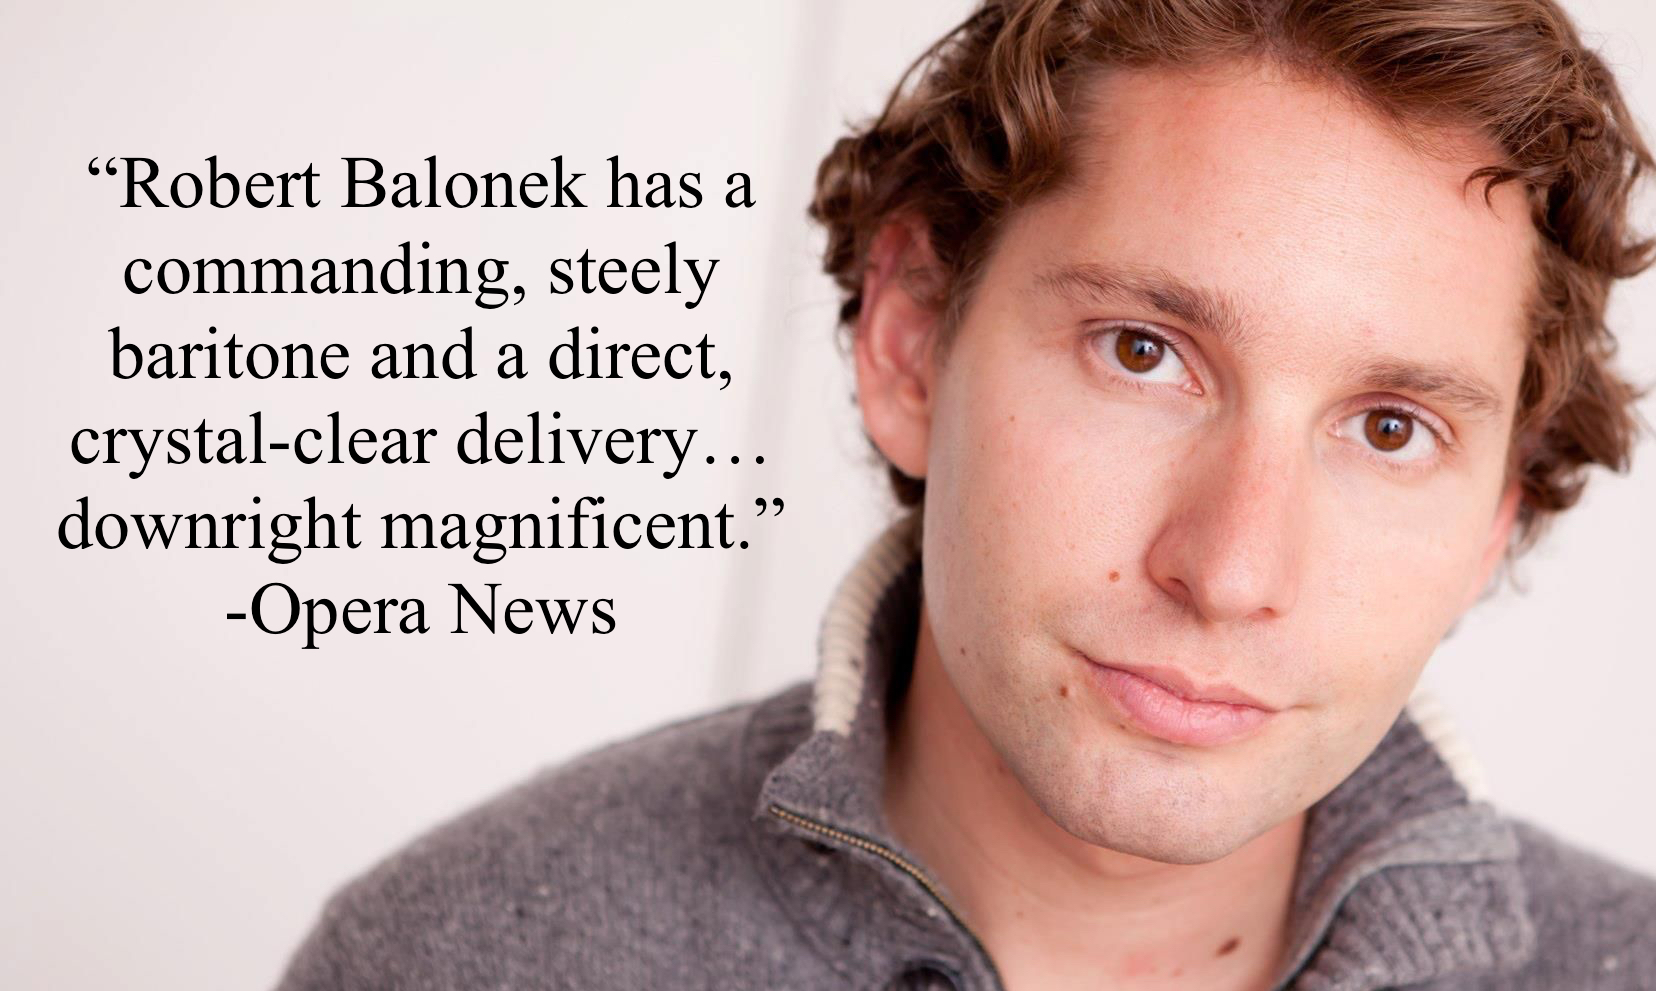 “Robert Balonek has a
commanding, steely
baritone and a direct,
crystal-clear delivery…
downright magnificent.”
-Opera News